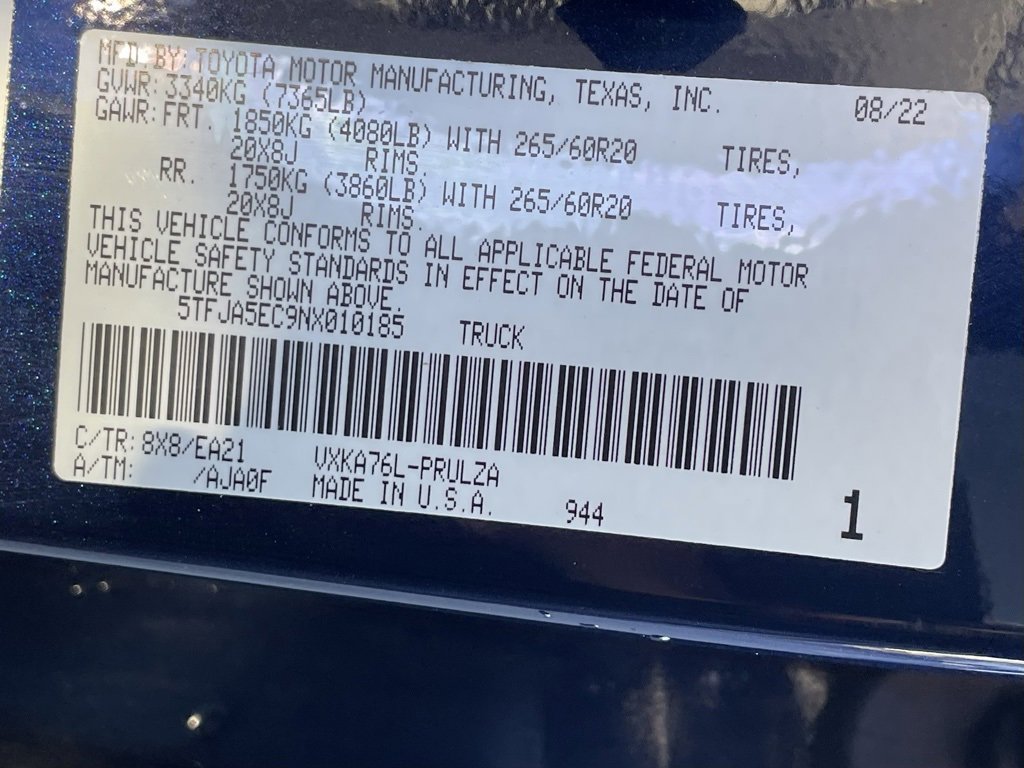 MFD BY TOYOTA MOTOR MANUFACTURING, TEXAS, INC. 08/22
GVWR: 3340KG (7365LB)
GAWR: FRT. 1850KG (4080LB) WITH 265/60R20 TIRES,
20X8J RIMS.
RR. 1750KG (3860LB) WITH 265/60R20 TIRES,
20X8J RIMS.
THIS VEHICLE CONFORMS TO ALL APPLICABLE FEDERAL MOTOR
VEHICLE SAFETY STANDARDS IN EFFECT ON THE DATE OF
MANUFACTURE SHOWN ABOVE.
5TFJA5EC9NX010185 TRUCK
C/TR: 8X8/EA21 VXKA76L-PRULZA
A/TM: /AJA0F MADE IN U.S.A. 944 1